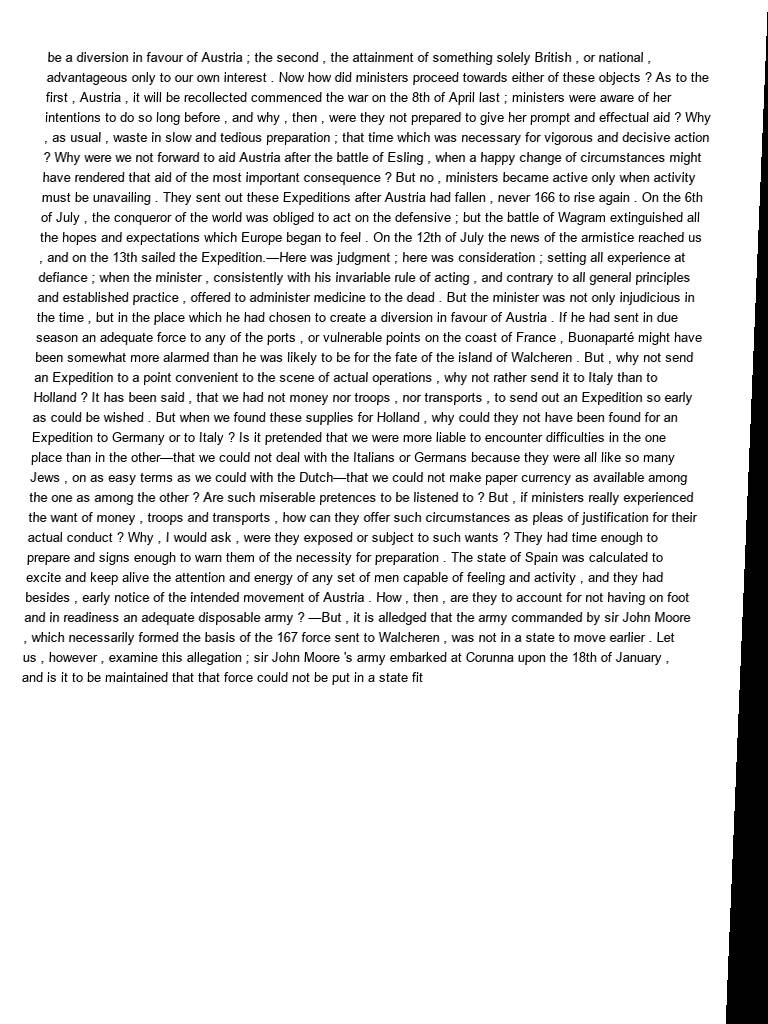 be a diversion in favour of Austria ; the second , the attainment of something solely British , or national ,
advantageous only to our own interest . Now how did ministers proceed towards either of these objects ? As to the
first , Austria , it will be recollected commenced the war on the 8th of April last ; ministers were aware of her
intentions to do so long before , and why , then , were they not prepared to give her prompt and effectual aid ? Why
, as usual , waste in slow and tedious preparation ; that time which was necessary for vigorous and decisive action
? Why were we not forward to aid Austria after the battle of Esling , when a happy change of circumstances might
have rendered that aid of the most important consequence ? But no , ministers became active only when activity
must be unavailing . They sent out these Expeditions after Austria had fallen , never 166 to rise again . On the 6th
of July , the conqueror of the world was obliged to act on the defensive ; but the battle of Wagram extinguished all
the hopes and expectations which Europe began to feel . On the 12th of July the news of the armistice reached us
, and on the 13th sailed the Expedition.—Here was judgment ; here was consideration ; setting all experience at
defiance ; when the minister , consistently with his invariable rule of acting , and contrary to all general principles
and established practice , offered to administer medicine to the dead . But the minister was not only injudicious in
the time , but in the place which he had chosen to create a diversion in favour of Austria . If he had sent in due
season an adequate force to any of the ports , or vulnerable points on the coast of France , Buonaparté might have
been somewhat more alarmed than he was likely to be for the fate of the island of Walcheren . But , why not send
an Expedition to a point convenient to the scene of actual operations , why not rather send it to Italy than to
Holland ? It has been said , that we had not money nor troops , nor transports , to send out an Expedition so early
as could be wished . But when we found these supplies for Holland , why could they not have been found for an
Expedition to Germany or to Italy ? Is it pretended that we were more liable to encounter difficulties in the one
place than in the other—that we could not deal with the Italians or Germans because they were all like so many
Jews , on as easy terms as we could with the Dutch—that we could not make paper currency as available among
the one as among the other ? Are such miserable pretences to be listened to ? But , if ministers really experienced
the want of money , troops and transports , how can they offer such circumstances as pleas of justification for their
actual conduct ? Why , I would ask , were they exposed or subject to such wants ? They had time enough to
prepare and signs enough to warn them of the necessity for preparation . The state of Spain was calculated to
excite and keep alive the attention and energy of any set of men capable of feeling and activity , and they had
besides , early notice of the intended movement of Austria . How , then , are they to account for not having on foot
and in readiness an adequate disposable army ? —But , it is alledged that the army commanded by sir John Moore
, which necessarily formed the basis of the 167 force sent to Walcheren , was not in a state to move earlier . Let
us , however , examine this allegation ; sir John Moore 's army embarked at Corunna upon the 18th of January ,
and is it to be maintained that that force could not be put in a state fit